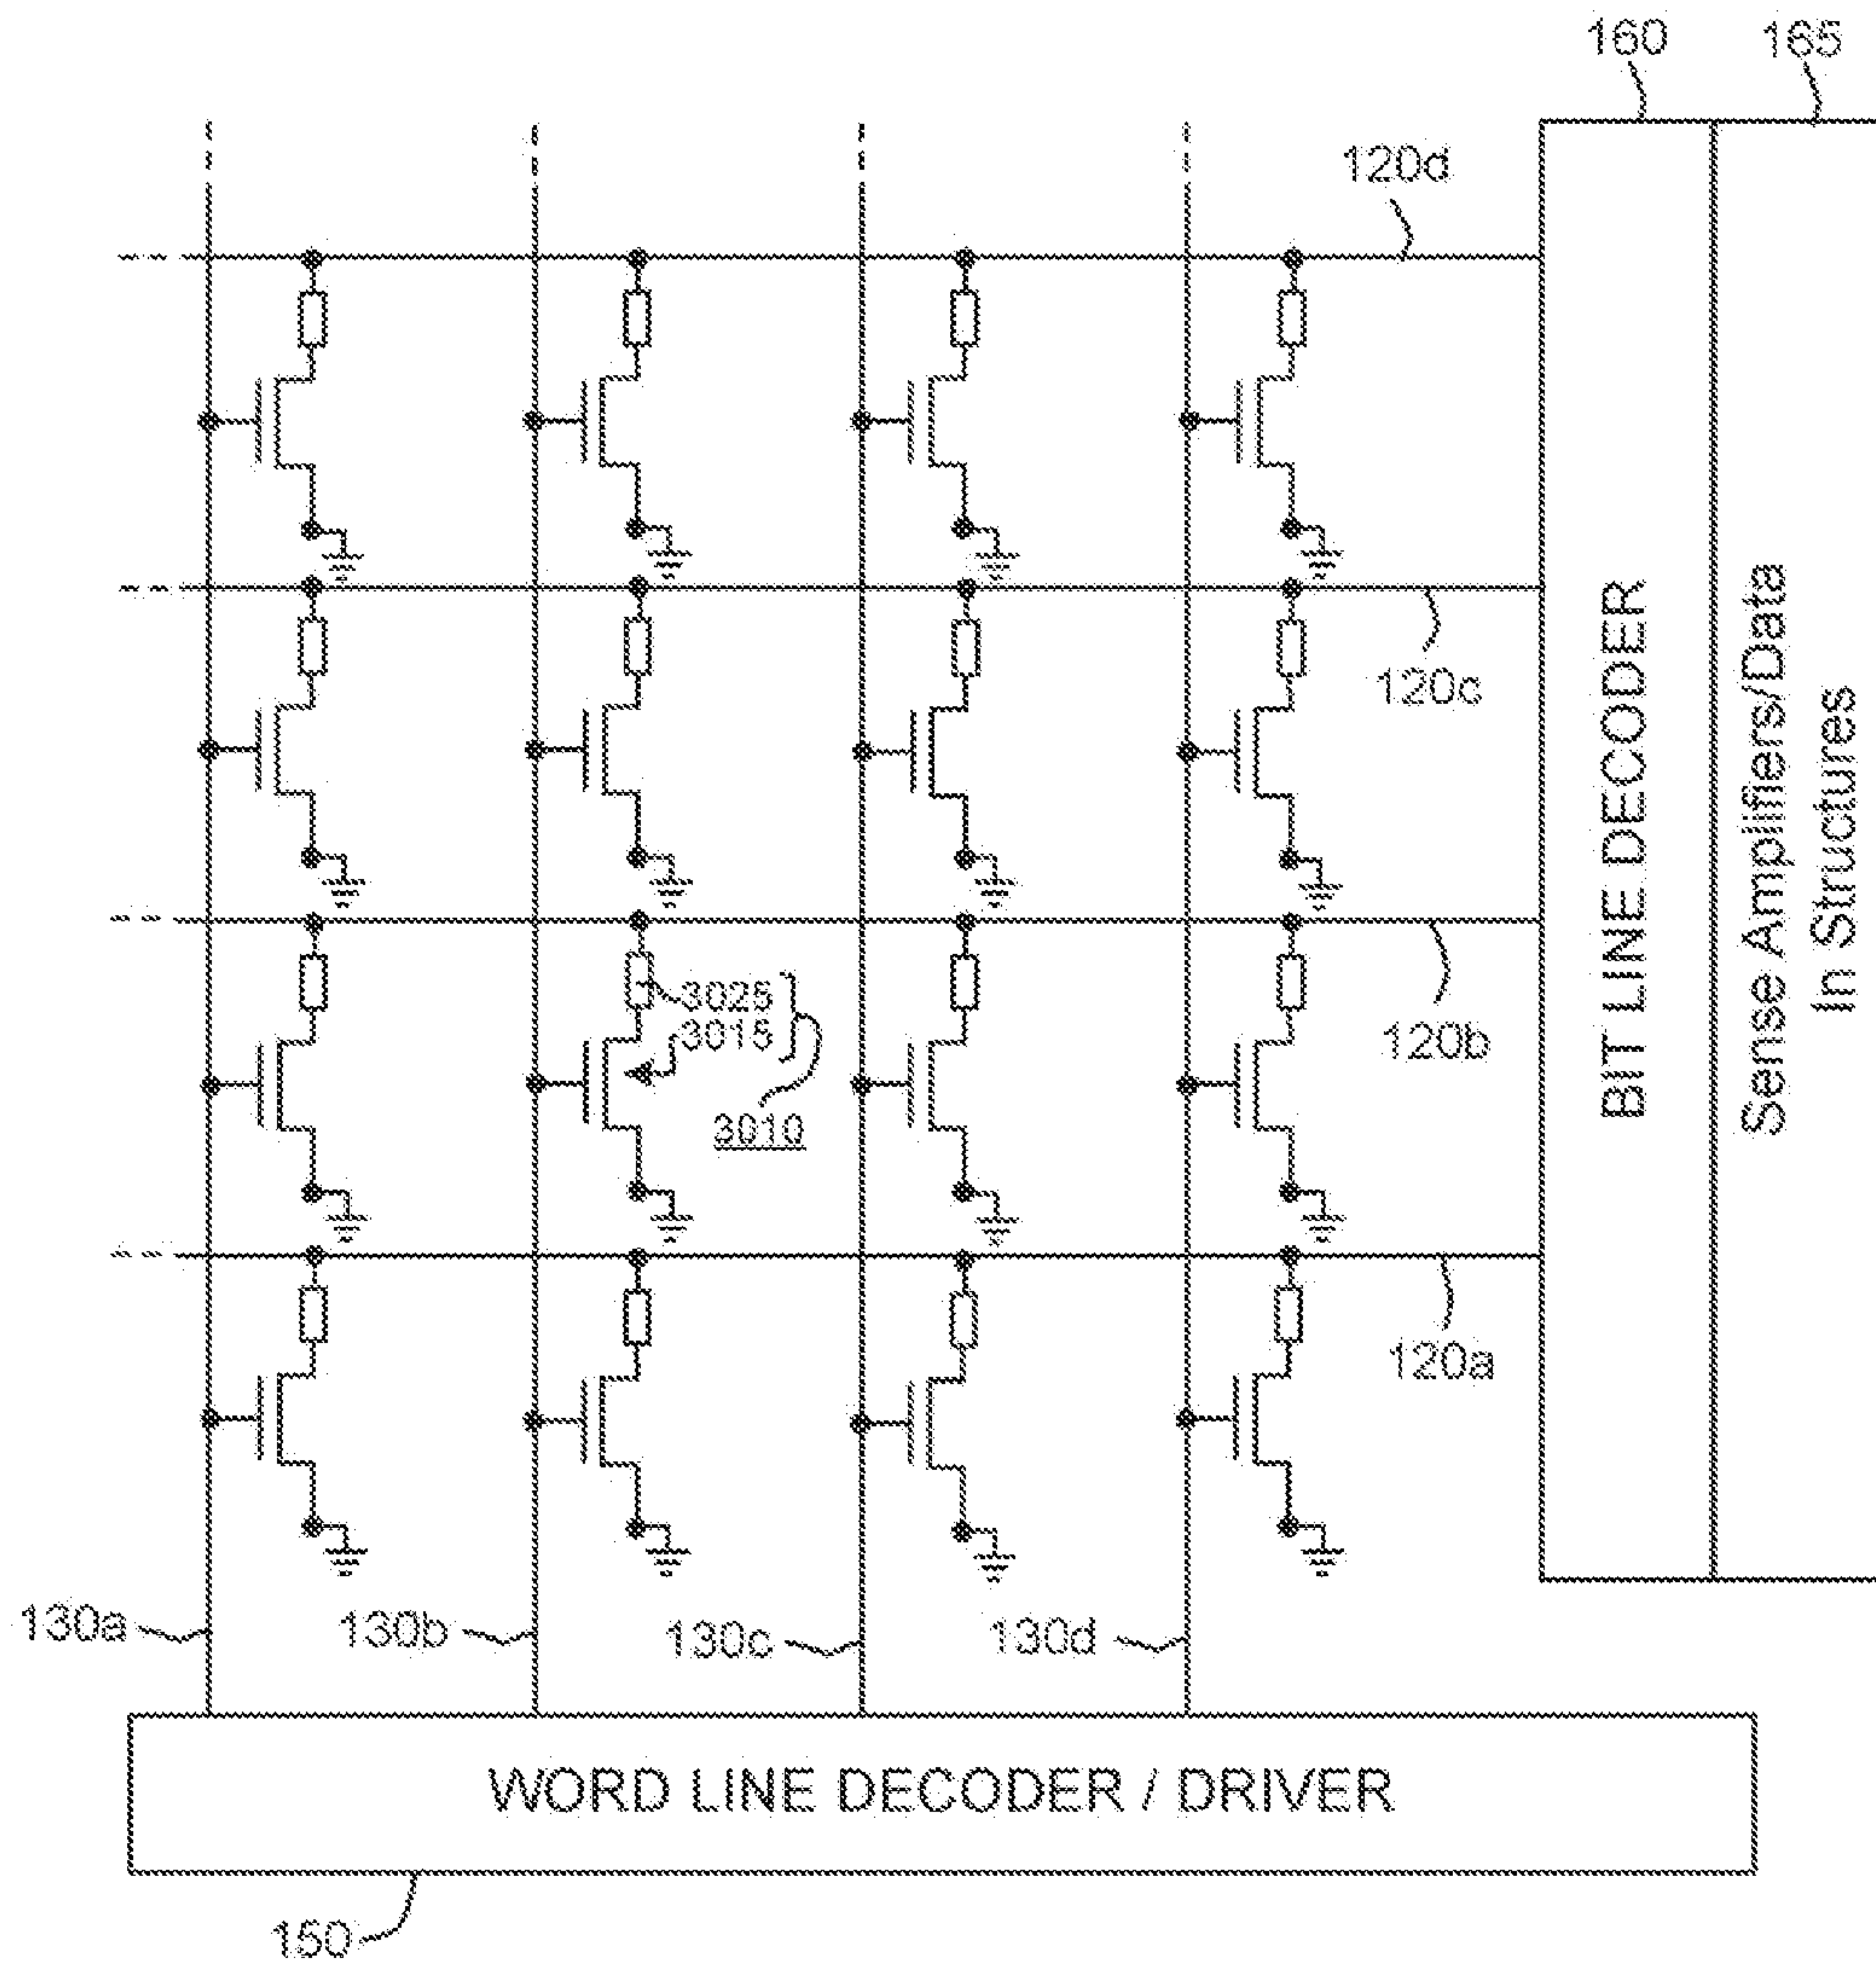 160
165
120d
120c
BIT LINE DECODER
Sense Amplifiers/Data
In Structures
3025
3015
3010
120b
120a
130a
130b
130c
130d
WORD LINE DECODER / DRIVER
150